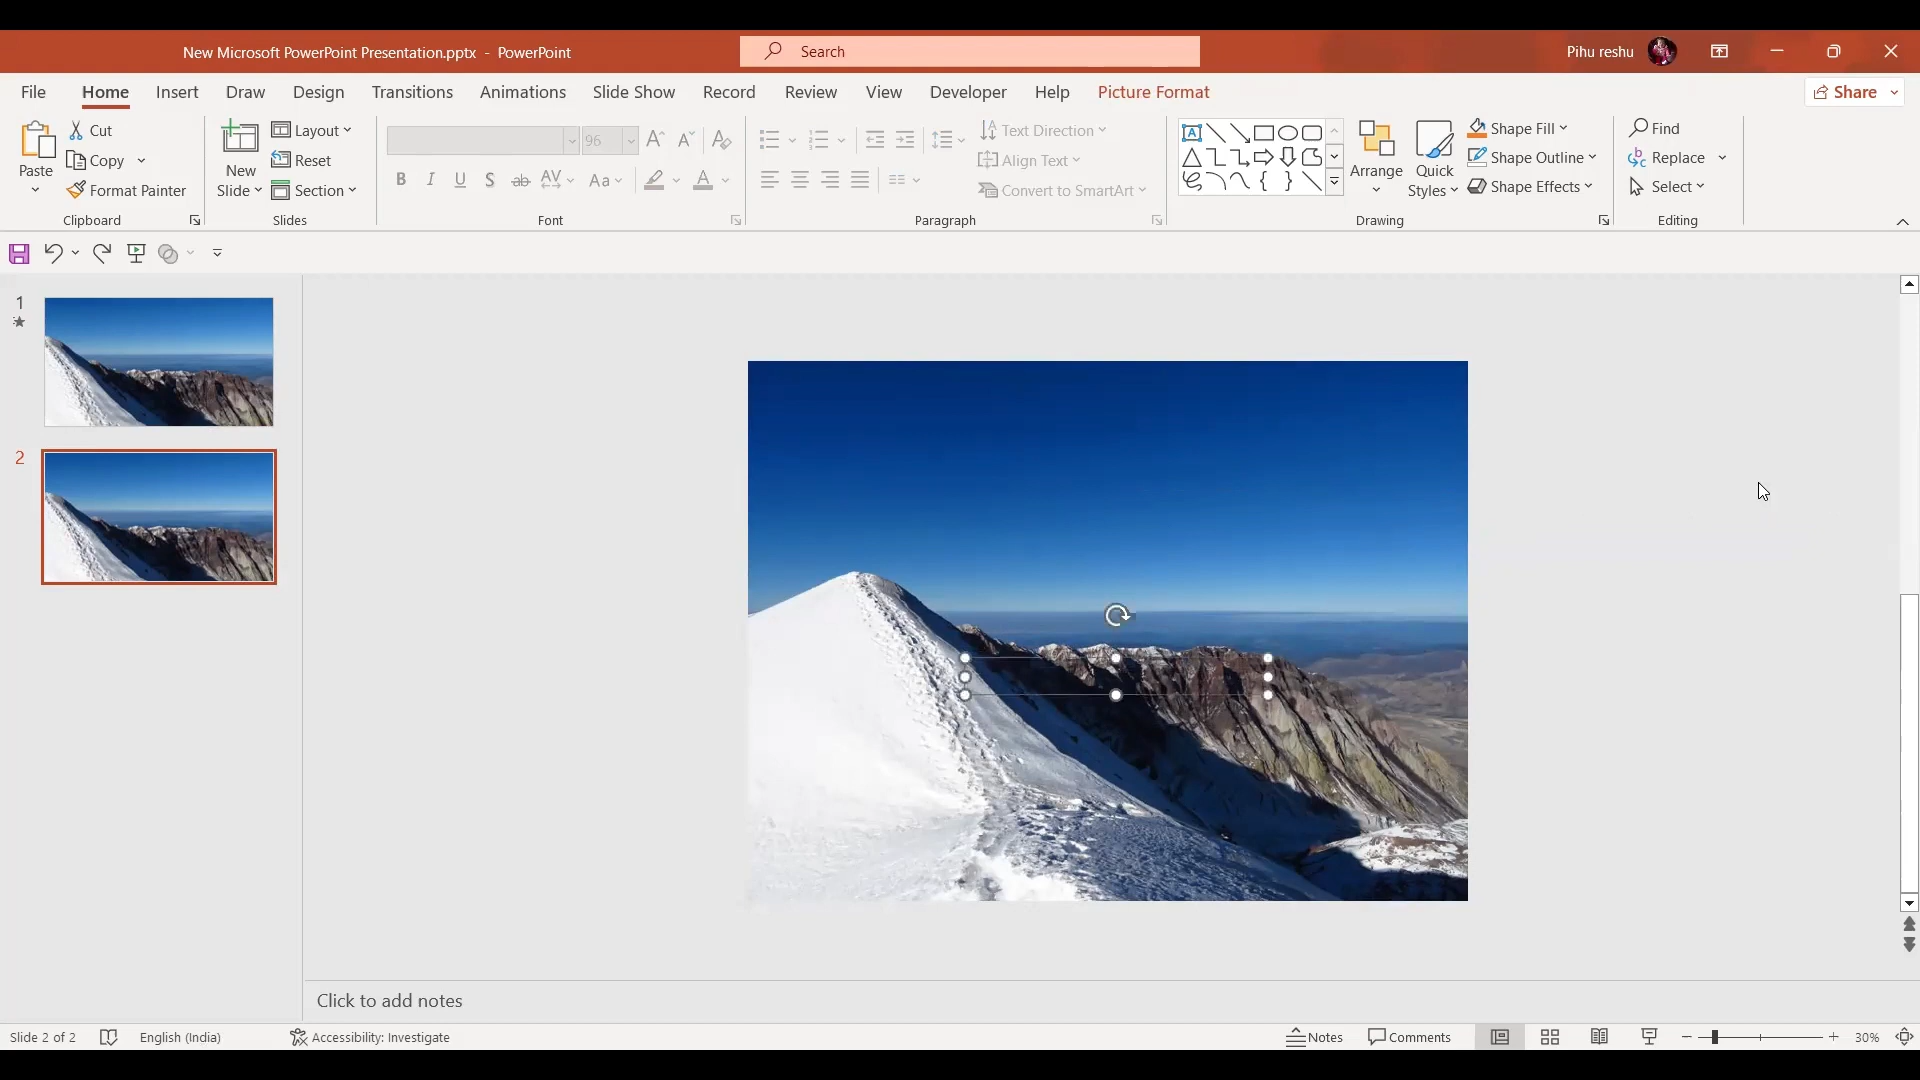 New Microsoft PowerPoint Presentation.pptx - PowerPoint
Search
Pihu reshu
File Home Insert Draw Design Transitions Animations Slide Show Record Review View Developer Help Picture Format
Share
Paste
Cut
Copy
Format Painter
Clipboard
New
Slide
Layout
Reset
Section
Slides
96
B I U S ab AV Aa A
Font
Text Direction
Align Text
Convert to SmartArt
Paragraph
Arrange
Quick
Styles
Shape Fill
Shape Outline
Shape Effects
Drawing
Find
Replace
Select
Editing
1
2
Click to add notes
Slide 2 of 2
English (India)
Accessibility: Investigate
Notes
Comments
30%